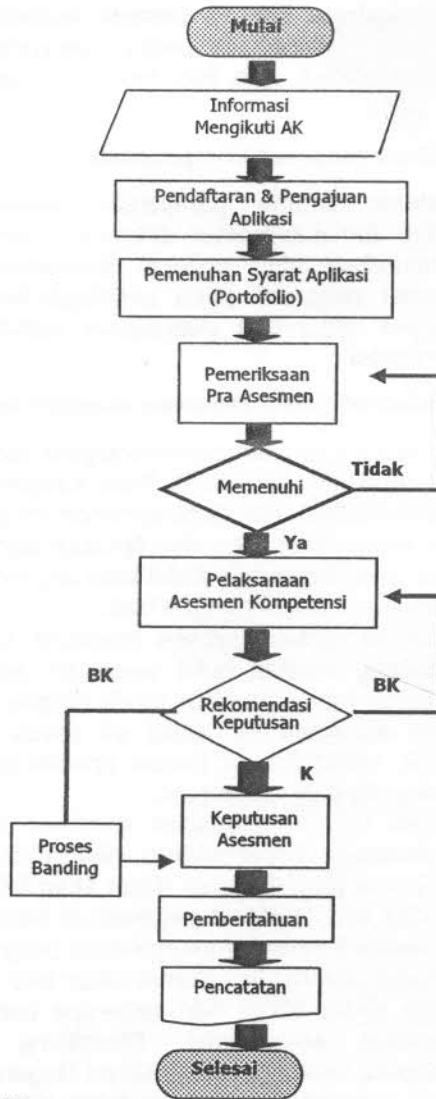 Mulai
Informasi
Mengikuti AK
Pendaftaran & Pengajuan
Aplikasi
Pemenuhan Syarat Aplikasi
(Portofolio)
Pemeriksaan
Pra Asesmen
Memenuhi
Tidak
Ya
Pelaksanaan
Asesmen Kompetensi
BK
Rekomendasi
Keputusan
BK
K
Keputusan
Asesmen
Proses
Banding
Pemberitahuan
Pencatatan
Selesai